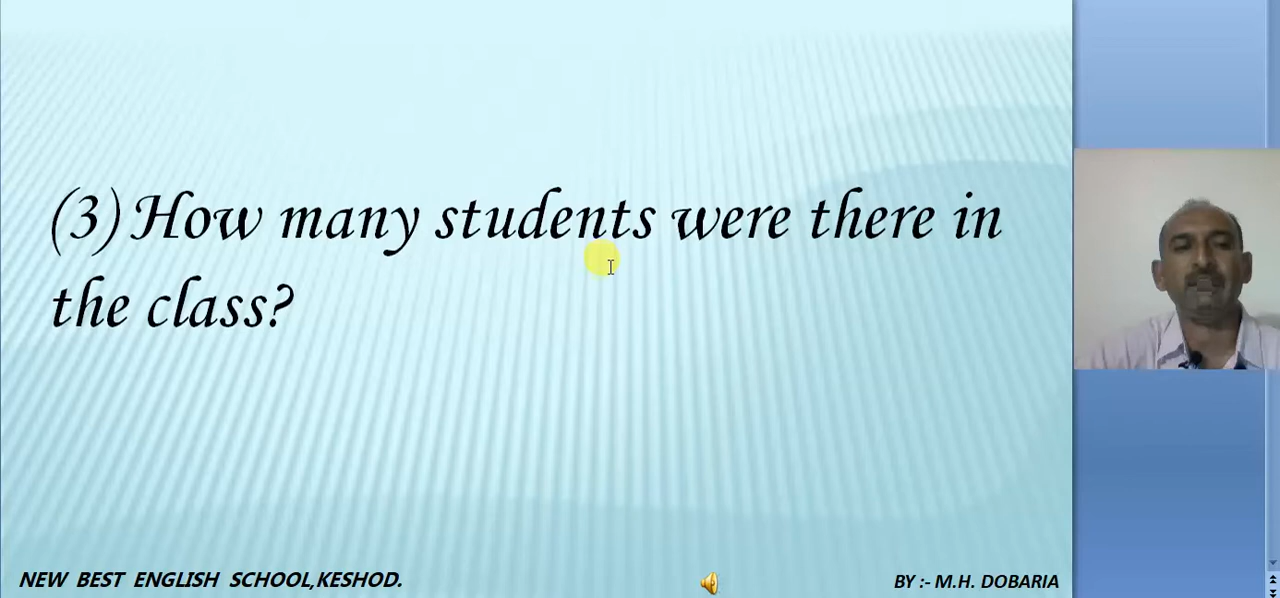 (3) How many students were there in
the class?
NEW BEST ENGLISH SCHOOL,KESHOD.
BY :- M.H. DOBARIA